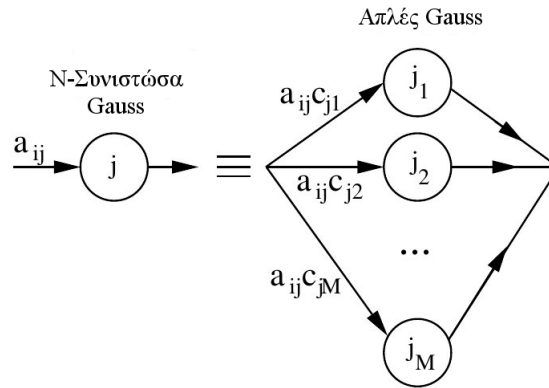 Απλές Gauss
Ν-Συνιστώσα
Gauss
a_ij
j
≡
a_ij c_j1
j_1
a_ij c_j2
j_2
...
a_ij c_jM
j_M